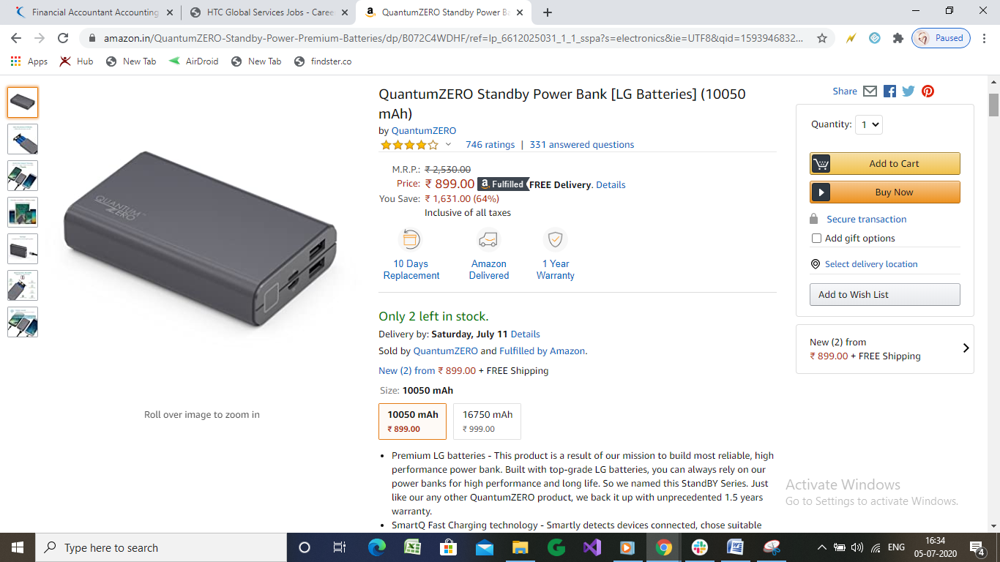 Financial Accountant Accounting
HTC Global Services Jobs - Caree
QuantumZERO Standby Power Ba
amazon.in/QuantumZERO-Standby-Power-Premium-Batteries/dp/B072C4WDHF/ref=lp_6612025031_1_1_sspa?s=electronics&ie=UTF8&qid=1593946832...
Paused
Apps
Hub
New Tab
AirDroid
New Tab
findster.co
QUANTUM
ZERO
Roll over image to zoom in
QuantumZERO Standby Power Bank [LG Batteries] (10050
mAh)
by QuantumZERO
746 ratings | 331 answered questions
M.R.P.: ₹ 2,530.00
Price: ₹ 899.00 a Fulfilled FREE Delivery. Details
You Save: ₹ 1,631.00 (64%)
Inclusive of all taxes
10 Days
Replacement
Amazon
Delivered
1 Year
Warranty
Only 2 left in stock.
Delivery by: Saturday, July 11 Details
Sold by QuantumZERO and Fulfilled by Amazon.
New (2) from ₹ 899.00 + FREE Shipping
Size: 10050 mAh
10050 mAh
₹ 899.00
16750 mAh
₹ 999.00
• Premium LG batteries - This product is a result of our mission to build most reliable, high
performance power bank. Built with top-grade LG batteries, you can always rely on our
power banks for high performance and long life. So we named this StandBY Series. Just
like our any other QuantumZERO product, we back it up with unprecedented 1.5 years
warranty.
• SmartQ Fast Charging technology - Smartly detects devices connected, chose suitable
Share
Quantity: 1
Add to Cart
Buy Now
Secure transaction
Add gift options
Select delivery location
Add to Wish List
New (2) from
₹ 899.00 + FREE Shipping
Activate Windows
Go to Settings to activate Windows.
Type here to search
ENG
16:34
05-07-2020
4